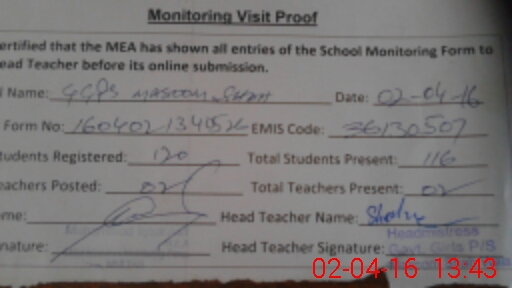 Monitoring Visit Proof
ertified that the MEA has shown all entries of the School Monitoring Form to
ead Teacher before its online submission.
l Name: GGPS MASOOM SHAH Date: 02-04-16
Form No: EMIS Code: 36130507
tudents Registered: 120 Total Students Present: 116
eachers Posted: 02 Total Teachers Present: 02
me: Head Teacher Name:
nature: Head Teacher Signature:
Headmistress
Govt. Girls P/S
02-04-16 13:43